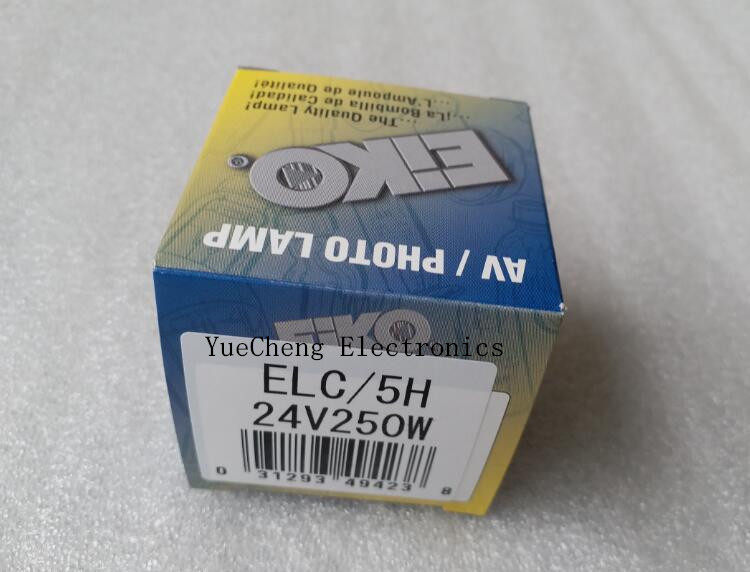 ...The Quality Lamp!
...¡La Bombilla de Calidad!
...L'Ampoule de Qualité!
EiKO®
AV / PHOTO LAMP
EiKO
YueCheng Electronics
ELC/5H
24V250W
0 31293 49423 8